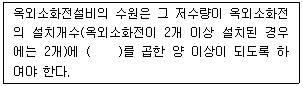 옥외소화전설비의 수원은 그 저수량이 옥외소화전
의 설치개수(옥외소화전이 2개 이상 설치된 경우
에는 2개)에 (    )를 곱한 양 이상이 되도록 하
여야 한다.